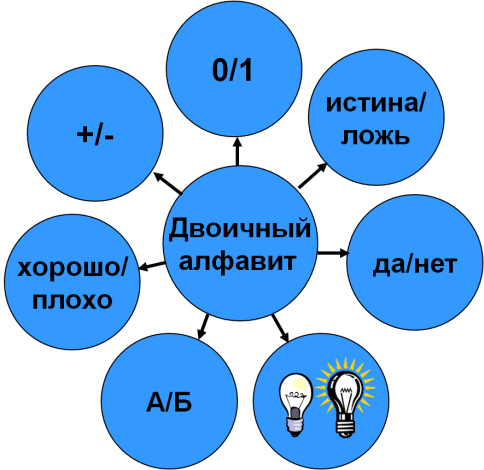 0/1
истина/
ложь
+/-
Двоичный
алфавит
хорошо/
плохо
да/нет
А/Б